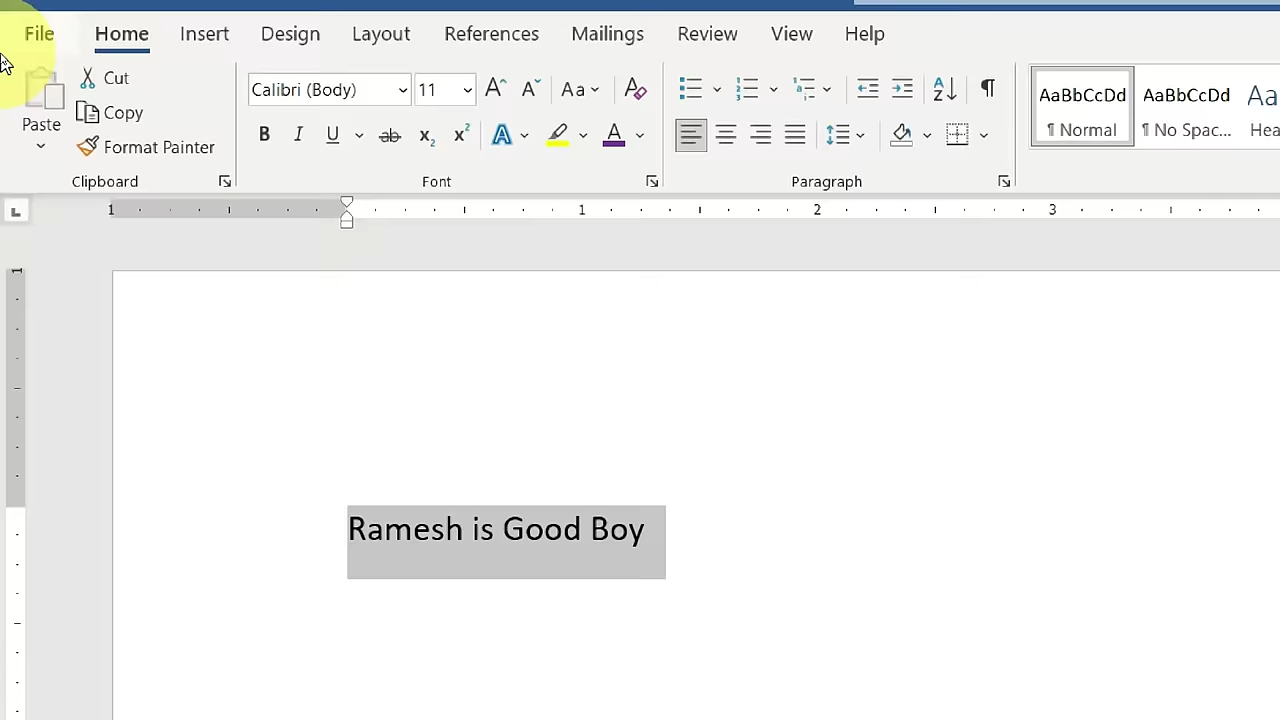 File Home Insert Design Layout References Mailings Review View Help
Cut
Copy
Format Painter
Paste
Clipboard
Calibri (Body) 11 Aa
B I U ab x₂ x² A A
Font
Paragraph
AaBbCcDd AaBbCcDd
¶ Normal ¶ No Spac...
1 1 2 3
1
Ramesh is Good Boy